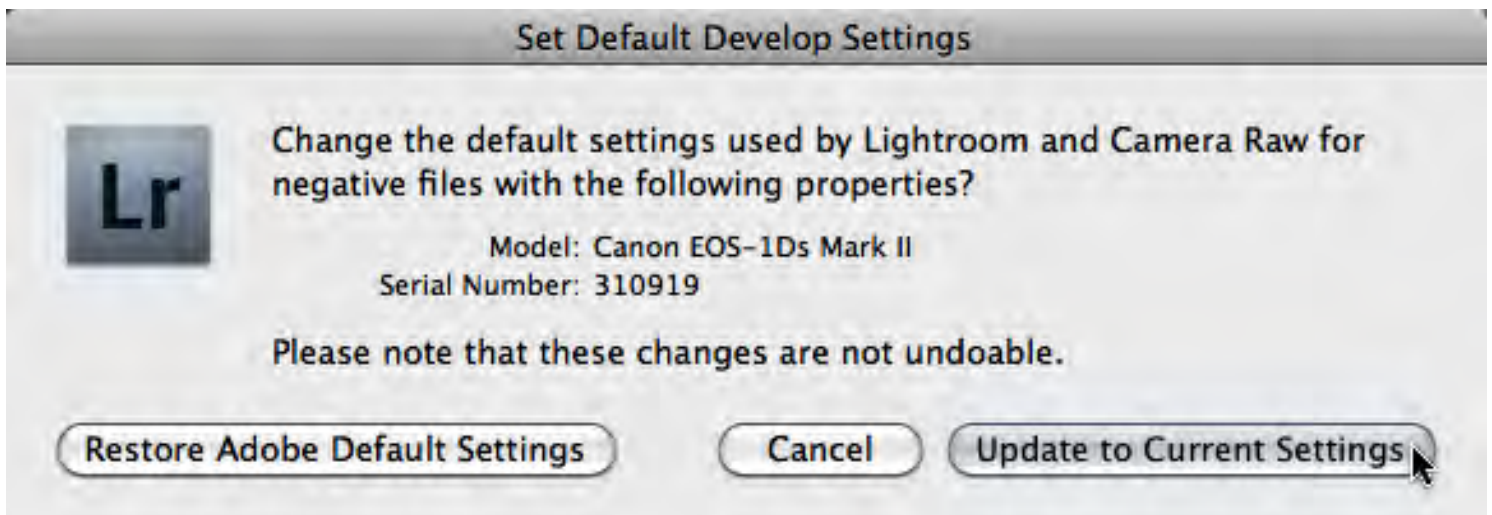 Set Default Develop Settings
Lr
Change the default settings used by Lightroom and Camera Raw for
negative files with the following properties?
Model: Canon EOS-1Ds Mark II
Serial Number: 310919
Please note that these changes are not undoable.
Restore Adobe Default Settings Cancel Update to Current Settings